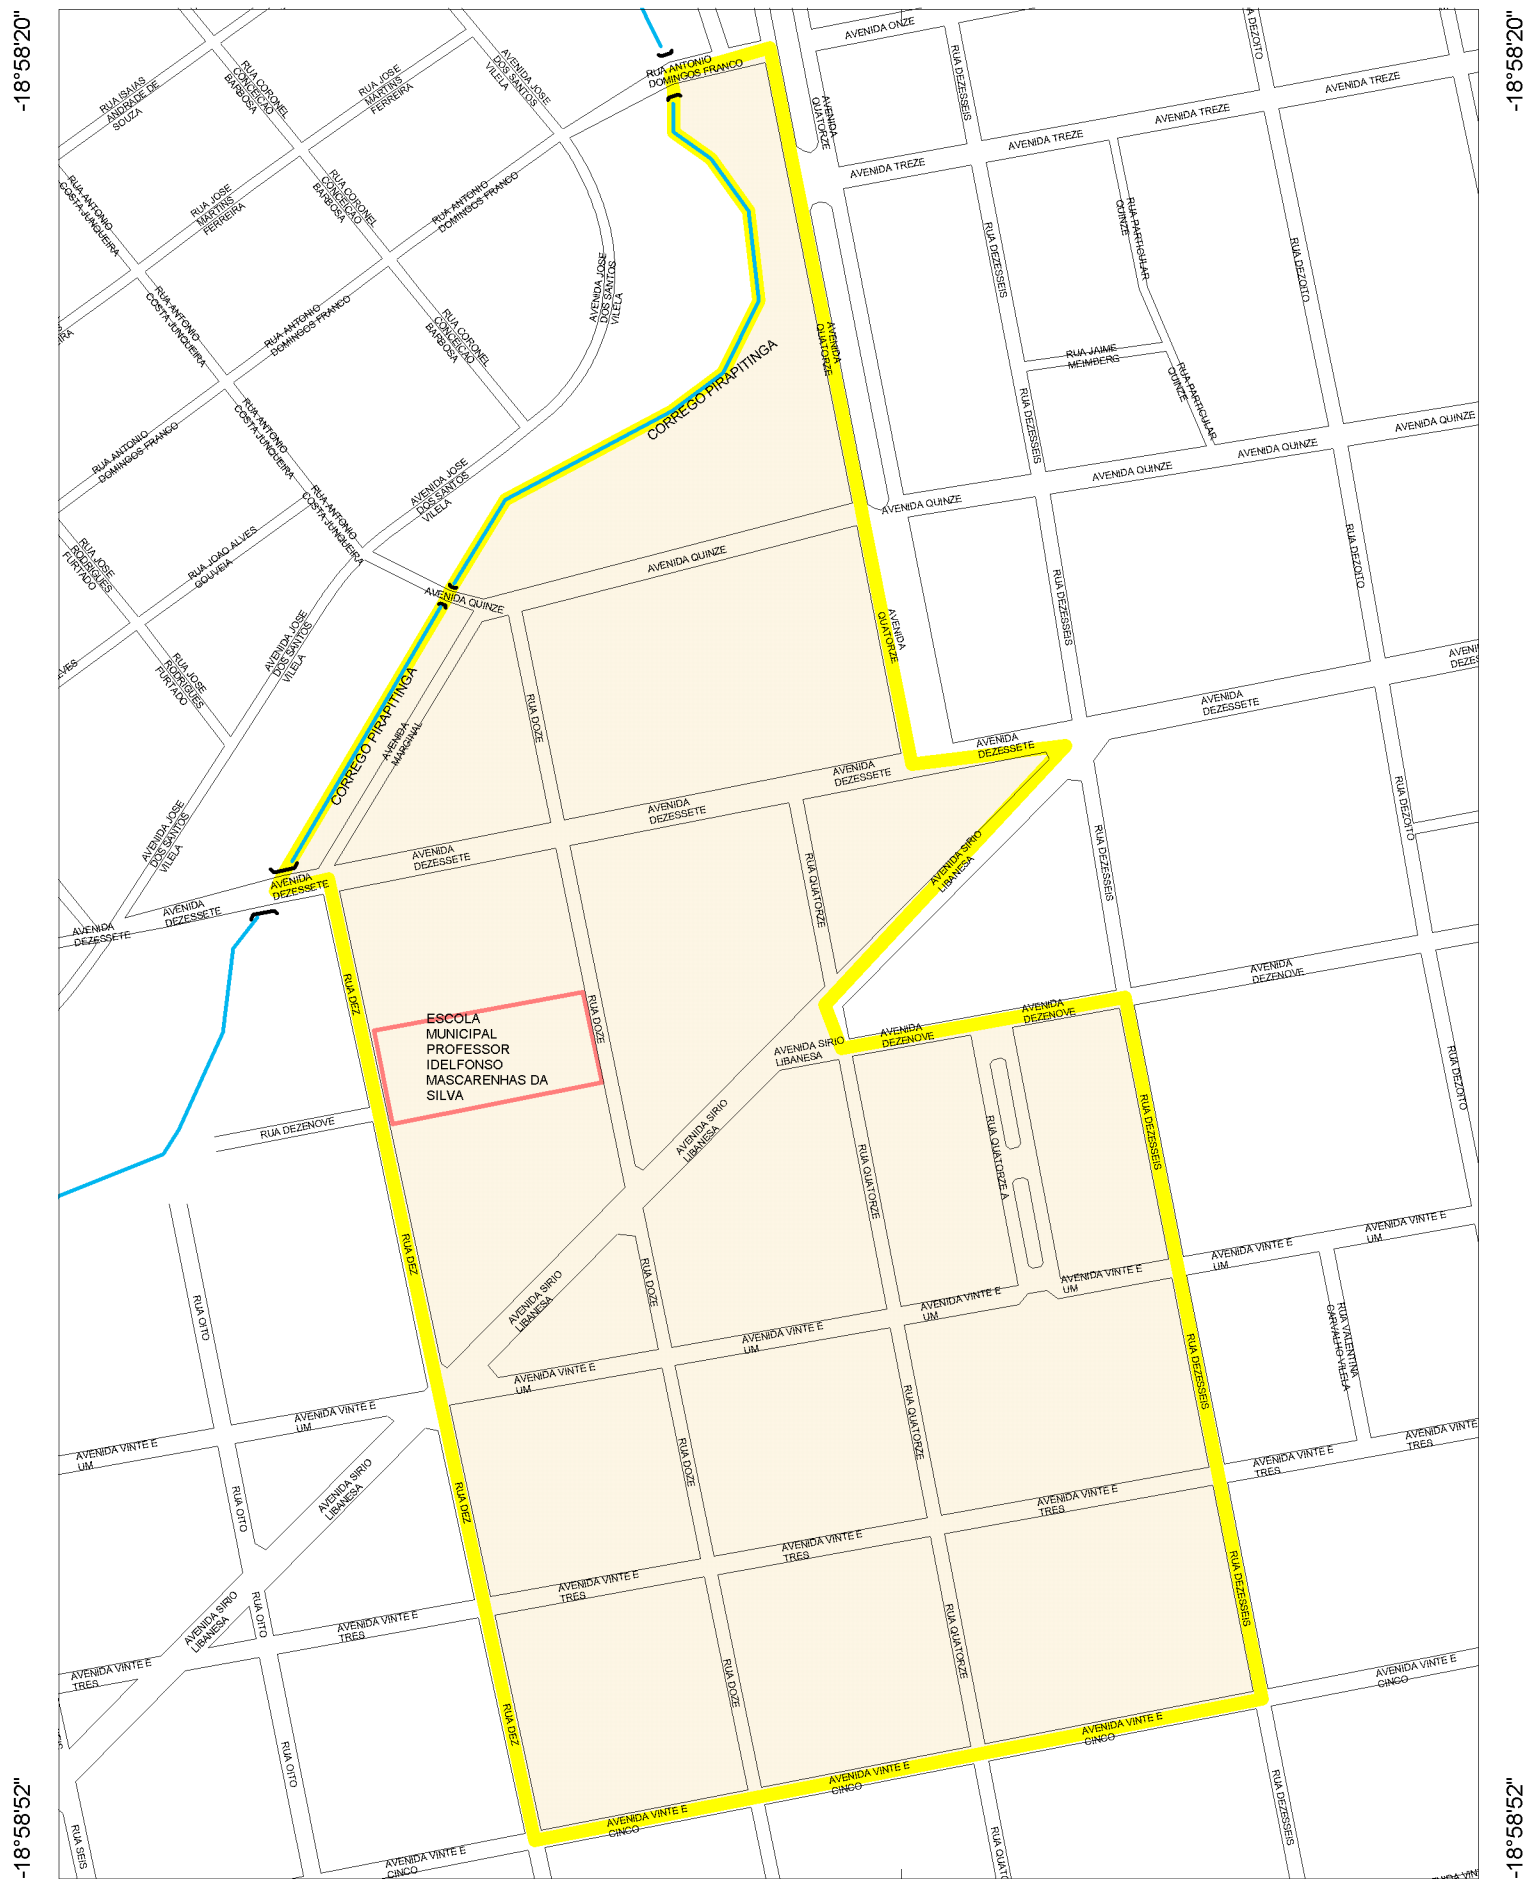 -18°58'20"
-18°58'20"
AVENIDA ONZE
RUA DEZOITO
RUA ANTONIO
DOMINGOS FRANCO
AVENIDA JOSE
DOS SANTOS
VILELA
RUA CORONEL
CONCEICAO
BARBOSA
RUA JOSE
MARTINS
FERREIRA
RUA ISAIAS
ANDRADE DE
SOUZA
RUA DEZESSEIS
AVENIDA TREZE
AVENIDA TREZE
AVENIDA TREZE
AVENIDA TREZE
AVENIDA
QUATORZE
RUA ANTONIO
COSTA JUNQUEIRA
RUA JOSE
MARTINS
FERREIRA
RUA CORONEL
CONCEICAO
BARBOSA
RUA ANTONIO
DOMINGOS FRANCO
RUA PARTICULAR
QUINZE
RUA DEZESSEIS
RUA DEZOITO
AVENIDA JOSE
DOS SANTOS
VILELA
RUA ANTONIO
COSTA JUNQUEIRA
RUA ANTONIO
DOMINGOS FRANCO
RUA CORONEL
CONCEICAO
BARBOSA
AVENIDA
QUATORZE
CORREGO PIRAPITINGA
RUA JAIME
MEIMBERG
RUA PARTICULAR
QUINZE
RUA DEZESSEIS
RUA ANTONIO
DOMINGOS FRANCO
RUA ANTONIO
COSTA JUNQUEIRA
AVENIDA JOSE
DOS SANTOS
VILELA
AVENIDA QUINZE
AVENIDA QUINZE
AVENIDA QUINZE
AVENIDA QUINZE
RUA ANTONIO
COSTA JUNQUEIRA
RUA JOSE
RODRIGUES
FURTADO
RUA JOAO ALVES
GOUVEIA
AVENIDA QUINZE
AVENIDA QUINZE
RUA DEZESSEIS
RUA DEZOITO
AVENIDA
QUATORZE
AVENIDA JOSE
DOS SANTOS
VILELA
RUA JOSE
RODRIGUES
FURTADO
CORREGO PIRAPITINGA
AVENIDA
MARGINAL
RUA DOZE
AVENIDA
DEZESSETE
AVENIDA
DEZESSETE
AVENIDA
DEZESSETE
AVENIDA
DEZESSETE
AVENIDA
DEZESSETE
AVENIDA
DEZESSETE
AVENIDA
DEZESSETE
AVENIDA
DEZESSETE
AVENIDA JOSE
DOS SANTOS
VILELA
RUA QUATORZE
AVENIDA SIRIO
LIBANESA
RUA DEZESSEIS
RUA DEZOITO
RUA DEZ
RUA DOZE
ESCOLA
MUNICIPAL
PROFESSOR
IDELFONSO
MASCARENHAS DA
SILVA
AVENIDA SIRIO
LIBANESA
AVENIDA
DEZENOVE
AVENIDA
DEZENOVE
AVENIDA
DEZENOVE
RUA DEZENOVE
AVENIDA SIRIO
LIBANESA
RUA QUATORZE
RUA QUATORZE A
RUA DEZESSEIS
RUA DEZOITO
RUA DEZ
RUA OITO
AVENIDA SIRIO
LIBANESA
RUA DOZE
AVENIDA VINTE E
UM
AVENIDA VINTE E
UM
AVENIDA VINTE E
UM
AVENIDA VINTE E
UM
AVENIDA VINTE E
UM
AVENIDA VINTE E
UM
AVENIDA VINTE E
UM
AVENIDA VINTE E
UM
RUA VALENTINA
CARVALHO VILELA
RUA DEZESSEIS
RUA QUATORZE
RUA DOZE
RUA DEZ
RUA OITO
AVENIDA SIRIO
LIBANESA
AVENIDA VINTE E
TRES
AVENIDA VINTE E
TRES
AVENIDA VINTE E
TRES
AVENIDA VINTE E
TRES
AVENIDA VINTE E
TRES
AVENIDA VINTE E
TRES
AVENIDA VINTE
TRES
AVENIDA SIRIO
LIBANESA
RUA OITO
RUA DEZESSEIS
RUA QUATORZE
RUA DOZE
RUA DEZ
RUA OITO
AVENIDA VINTE E
CINCO
AVENIDA VINTE E
CINCO
AVENIDA VINTE E
CINCO
AVENIDA VINTE E
CINCO
AVENIDA VINTE E
CINCO
RUA SEIS
RUA DEZESSEIS
-18°58'52"
-18°58'52"